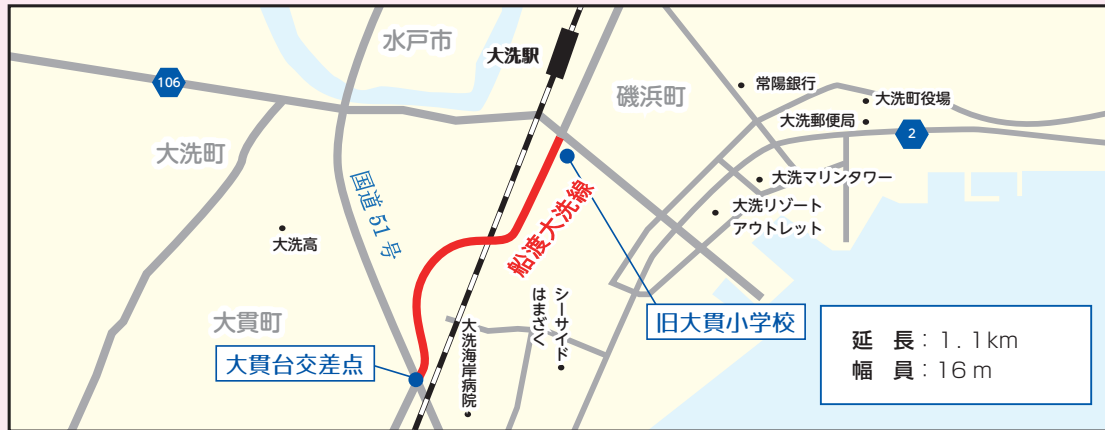 水戸市
大洗駅
106
磯浜町
常陽銀行
大洗町役場
大洗郵便局
2
大洗町
国道51号
大洗マリンタワー
大洗リゾート
アウトレット
船渡大洗線
大洗高
大貫町
シーサイド
はまざく
旧大貫小学校
大貫台交差点
大洗海岸病院
延 長：1.1km
幅 員：16m